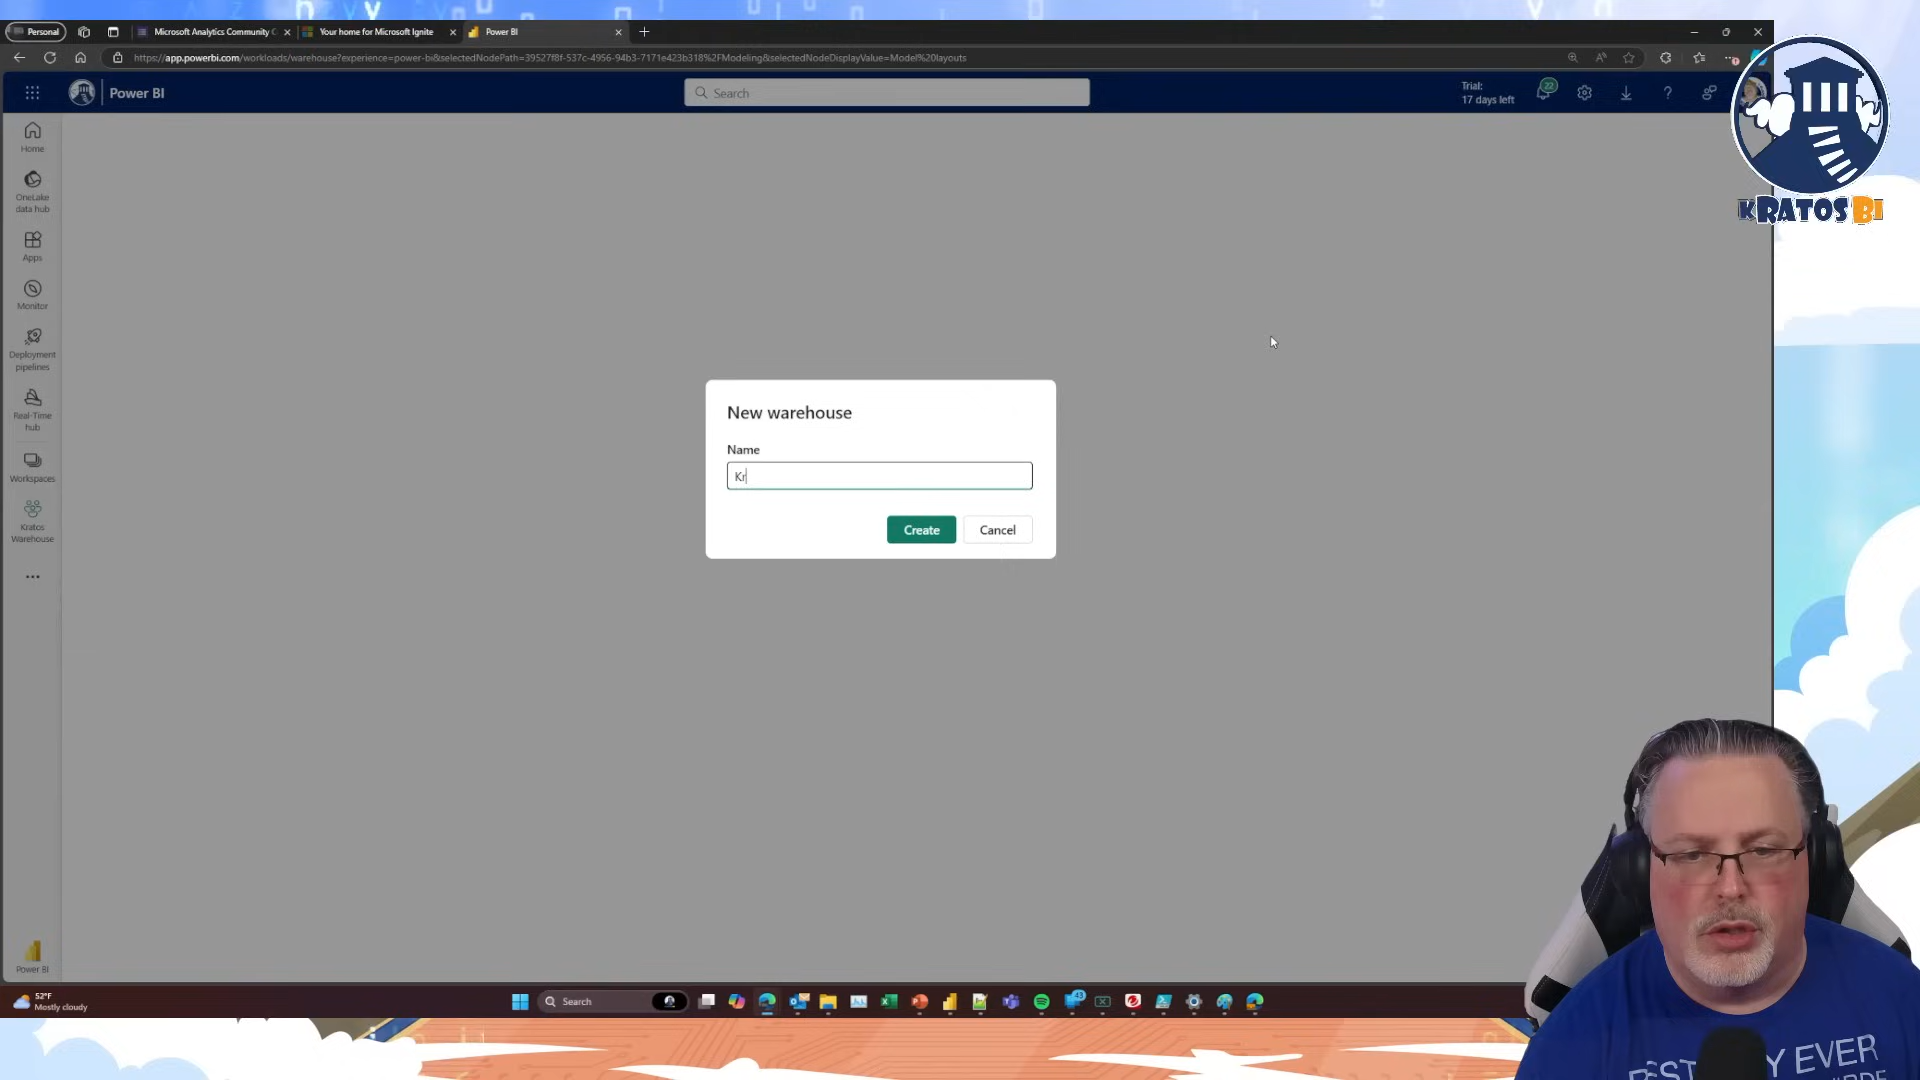 Personal
Microsoft Analytics Community C
Your home for Microsoft Ignite
Power BI
https://app.powerbi.com/workloads/warehouse?experience=power-bi&selectedNodePath=39527f8f-537c-4956-94b3-7171e423b318%2FModeling&selectedNodeDisplayValue=Model%20layouts
Power BI
Search
Trial:
17 days left
22
KRATOS BI
Home
OneLake
data hub
Apps
Monitor
Deployment
pipelines
Real-Time
hub
Workspaces
Kratos
Warehouse
Power BI
New warehouse
Name
Kr
Create
Cancel
52°F
Mostly cloudy
Search
EVER